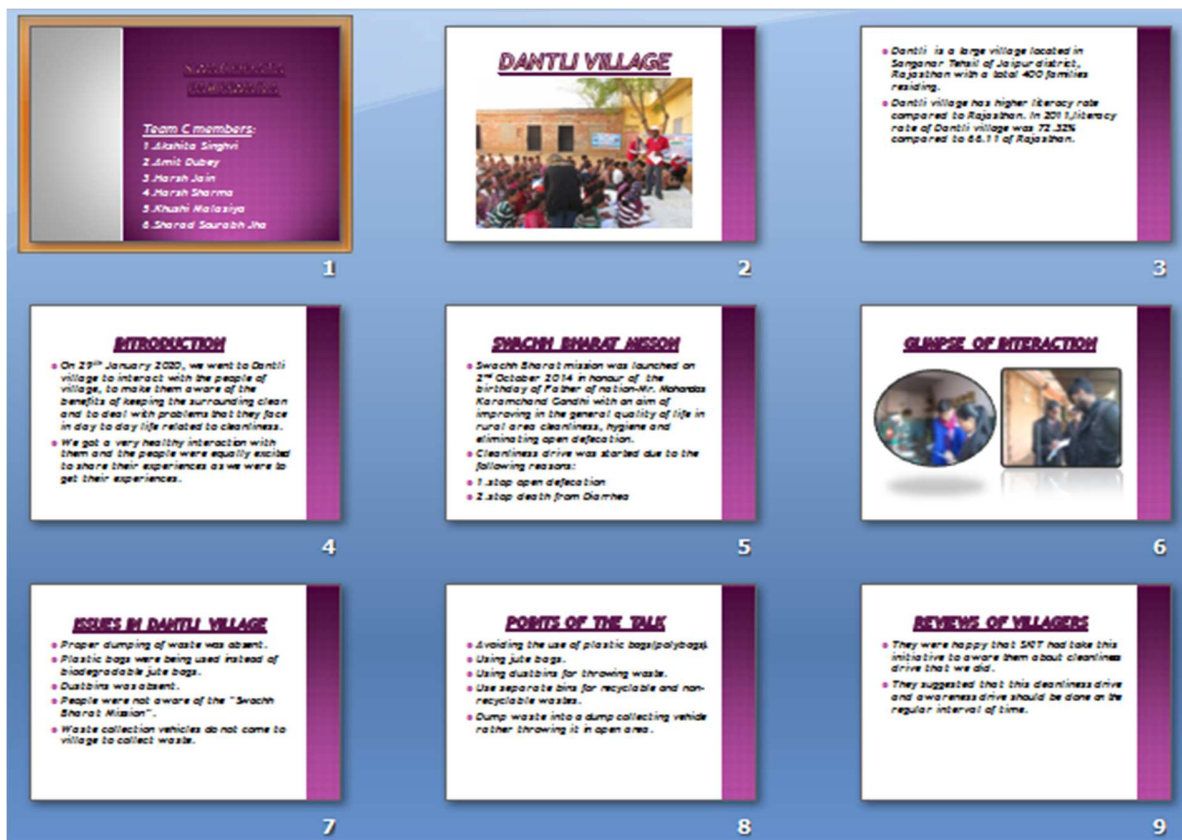 Team C members:
1.Akshita Singhvi
2.Amit Dubey
3.Harsh Jain
4.Harsh Sharma
5.Khushi Malasiya
6.Sharad Saurabh Jha
1
DANTLI VILLAGE
2
Dantli is a large village located in
Sanganar Tehsil of Jaipur district,
Rajasthan with a total 400 families
residing.
Dantli village has higher literacy rate
compared to Rajasthan. In 2011,literacy
rate of Dantli village was 72.32%
compared to 66.11 of Rajasthan.
3
INTRODUCTION
On 29th January 2020, we went to Dantli
village to interact with the people of
village, to make them aware of the
benefits of keeping the surrounding clean
and to deal with problems that they face
in day to day life related to cleanliness.
We got a very healthy interaction with
them and the people were equally excited
to share their experiences as we were to
get their experiences.
4
SWACHH BHARAT MISSON
Swachh Bharat mission was launched on
2nd October 2014 in honour of the
birthday of Father of nation-Mr. Mohandas
Karamchand Gandhi with an aim of
improving in the general quality of life in
rural area cleanliness, hygiene and
eliminating open defecation.
Cleanliness drive was started due to the
following reasons:
1.stop open defecation
2.stop death from Diarrhea
5
GLIMPSE OF INTERACTION
6
ISSUES IN DANTLI VILLAGE
Proper dumping of waste was absent.
Plastic bags were being used instead of
biodegradable jute bags.
Dustbins was absent.
People were not aware of the "Swachh
Bharat Mission".
Waste collection vehicles do not come to
village to collect waste.
7
POINTS OF THE TALK
Avoiding the use of plastic bags(polybags).
Using jute bags.
Using dustbins for throwing waste.
Use separate bins for recyclable and non-
recyclable wastes.
Dump waste into a dump collecting vehicle
rather throwing it in open area.
8
REVIEWS OF VILLAGERS
They were happy that SKIT had take this
initiative to aware them about cleanliness
drive that we did.
They suggested that this cleanliness drive
and awareness drive should be done on the
regular interval of time.
9